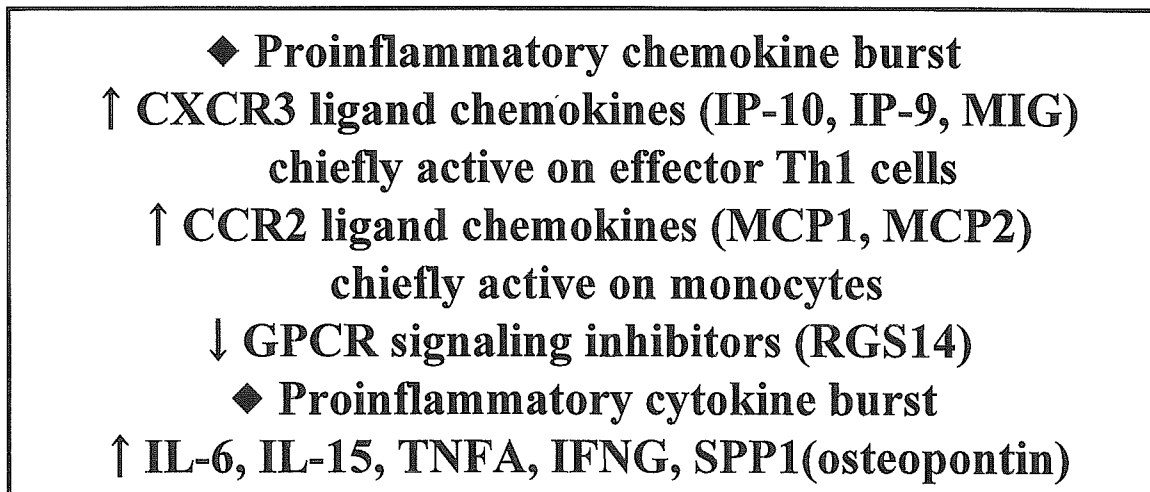 ◆ Proinflammatory chemokine burst
↑ CXCR3 ligand chemokines (IP-10, IP-9, MIG)
chiefly active on effector Th1 cells
↑ CCR2 ligand chemokines (MCP1, MCP2)
chiefly active on monocytes
↓ GPCR signaling inhibitors (RGS14)
◆ Proinflammatory cytokine burst
↑ IL-6, IL-15, TNFA, IFNG, SPP1(osteopontin)